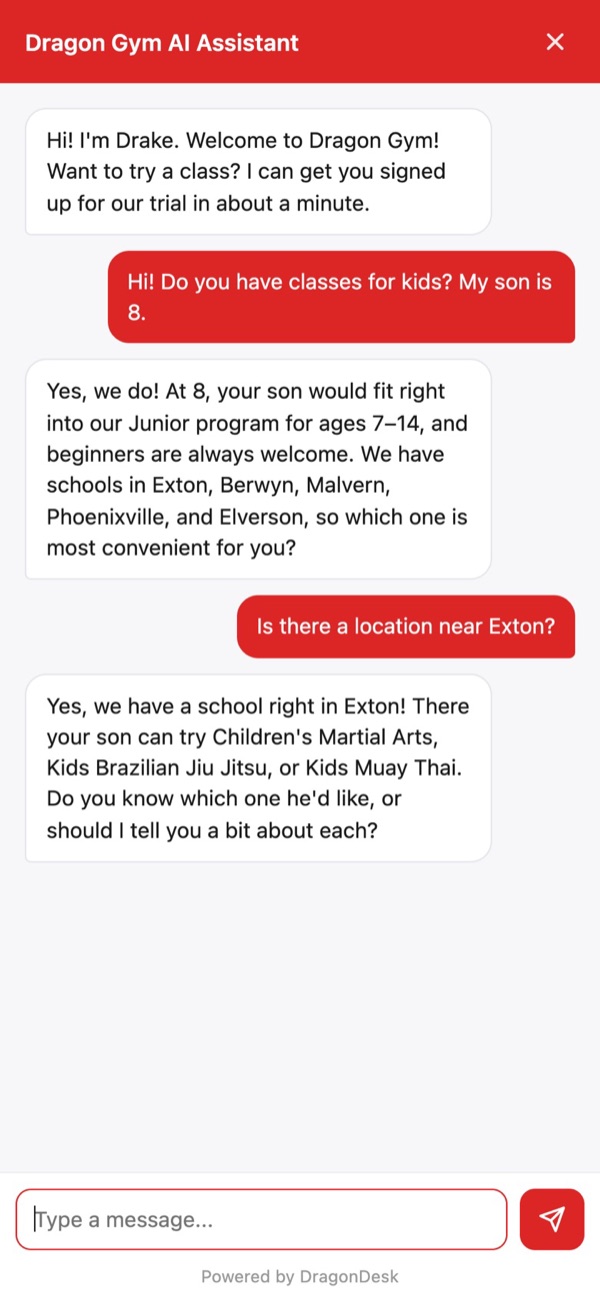 Dragon Gym AI Assistant
Hi! I'm Drake. Welcome to Dragon Gym!
Want to try a class? I can get you signed
up for our trial in about a minute.
Hi! Do you have classes for kids? My son is
8.
Yes, we do! At 8, your son would fit right
into our Junior program for ages 7–14, and
beginners are always welcome. We have
schools in Exton, Berwyn, Malvern,
Phoenixville, and Elverson, so which one is
most convenient for you?
Is there a location near Exton?
Yes, we have a school right in Exton! There
your son can try Children's Martial Arts,
Kids Brazilian Jiu Jitsu, or Kids Muay Thai.
Do you know which one he'd like, or
should I tell you a bit about each?
Type a message...
Powered by DragonDesk